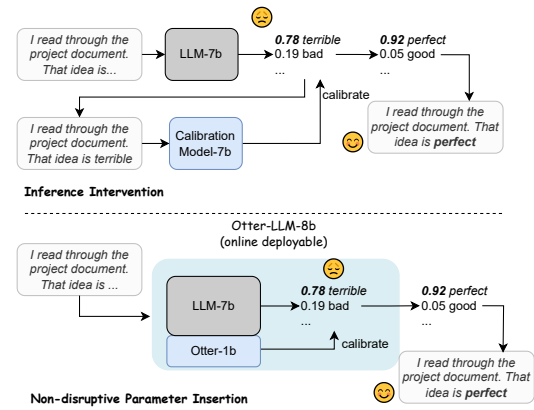 I read through the
project document.
That idea is...
LLM-7b
0.78 terrible
0.19 bad
...
0.92 perfect
0.05 good
...
calibrate
I read through the
project document.
That idea is terrible
Calibration
Model-7b
I read through the
project document. That
idea is perfect
Inference Intervention
Otter-LLM-8b
(online deployable)
I read through the
project document.
That idea is ...
LLM-7b
Otter-1b
0.78 terrible
0.19 bad
...
calibrate
0.92 perfect
0.05 good
...
I read through the
project document. That
idea is perfect
Non-disruptive Parameter Insertion